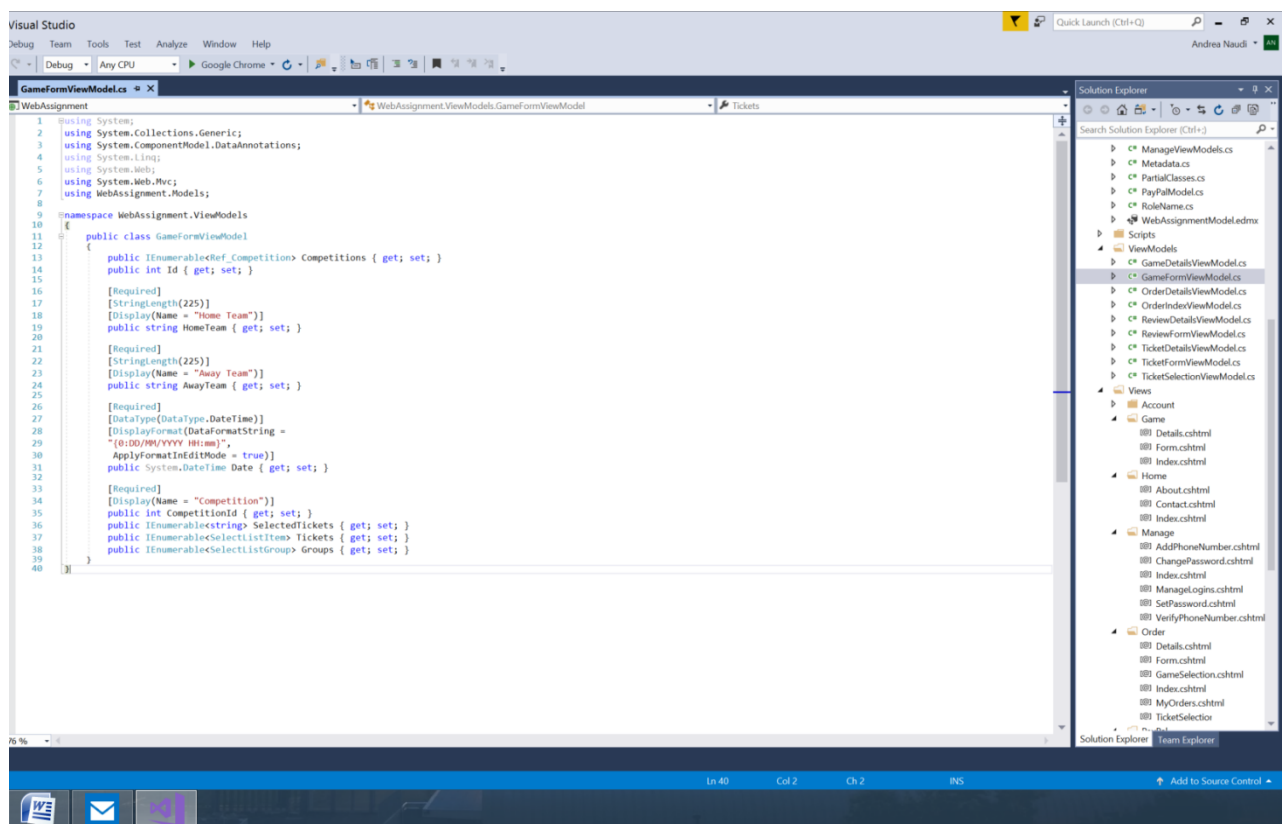 Visual Studio
Quick Launch (Ctrl+Q)
Debug Team Tools Test Analyze Window Help
Andrea Naudi AN
Debug Any CPU Google Chrome
GameFormViewModel.cs
WebAssignment
WebAssignment.ViewModels.GameFormViewModel
Tickets
1 using System;
2 using System.Collections.Generic;
3 using System.ComponentModel.DataAnnotations;
4 using System.Linq;
5 using System.Web;
6 using System.Web.Mvc;
7 using WebAssignment.Models;
8
9 namespace WebAssignment.ViewModels
10 {
11 public class GameFormViewModel
12 {
13 public IEnumerable<Ref_Competition> Competitions { get; set; }
14 public int Id { get; set; }
15
16 [Required]
17 [StringLength(225)]
18 [Display(Name = "Home Team")]
19 public string HomeTeam { get; set; }
20
21 [Required]
22 [StringLength(225)]
23 [Display(Name = "Away Team")]
24 public string AwayTeam { get; set; }
25
26 [Required]
27 [DataType(DataType.DateTime)]
28 [DisplayFormat(DataFormatString =
29 "{0:DD/MM/YYYY HH:mm}",
30 ApplyFormatInEditMode = true)]
31 public System.DateTime Date { get; set; }
32
33 [Required]
34 [Display(Name = "Competition")]
35 public int CompetitionId { get; set; }
36 public IEnumerable<string> SelectedTickets { get; set; }
37 public IEnumerable<SelectListItem> Tickets { get; set; }
38 public IEnumerable<SelectListGroup> Groups { get; set; }
39 }
40 }
76 %
Solution Explorer
Search Solution Explorer (Ctrl+;)
C# ManageViewModels.cs
C# Metadata.cs
C# PartialClasses.cs
C# PayPalModel.cs
C# RoleName.cs
WebAssignmentModel.edmx
Scripts
ViewModels
C# GameDetailsViewModel.cs
C# GameFormViewModel.cs
C# OrderDetailsViewModel.cs
C# OrderIndexViewModel.cs
C# ReviewDetailsViewModel.cs
C# ReviewFormViewModel.cs
C# TicketDetailsViewModel.cs
C# TicketFormViewModel.cs
C# TicketSelectionViewModel.cs
Views
Account
Game
Details.cshtml
Form.cshtml
Index.cshtml
Home
About.cshtml
Contact.cshtml
Index.cshtml
Manage
AddPhoneNumber.cshtml
ChangePassword.cshtml
Index.cshtml
ManageLogins.cshtml
SetPassword.cshtml
VerifyPhoneNumber.cshtml
Order
Details.cshtml
Form.cshtml
GameSelection.cshtml
Index.cshtml
MyOrders.cshtml
TicketSelection
Solution Explorer Team Explorer
Ln 40 Col 2 Ch 2 INS Add to Source Control